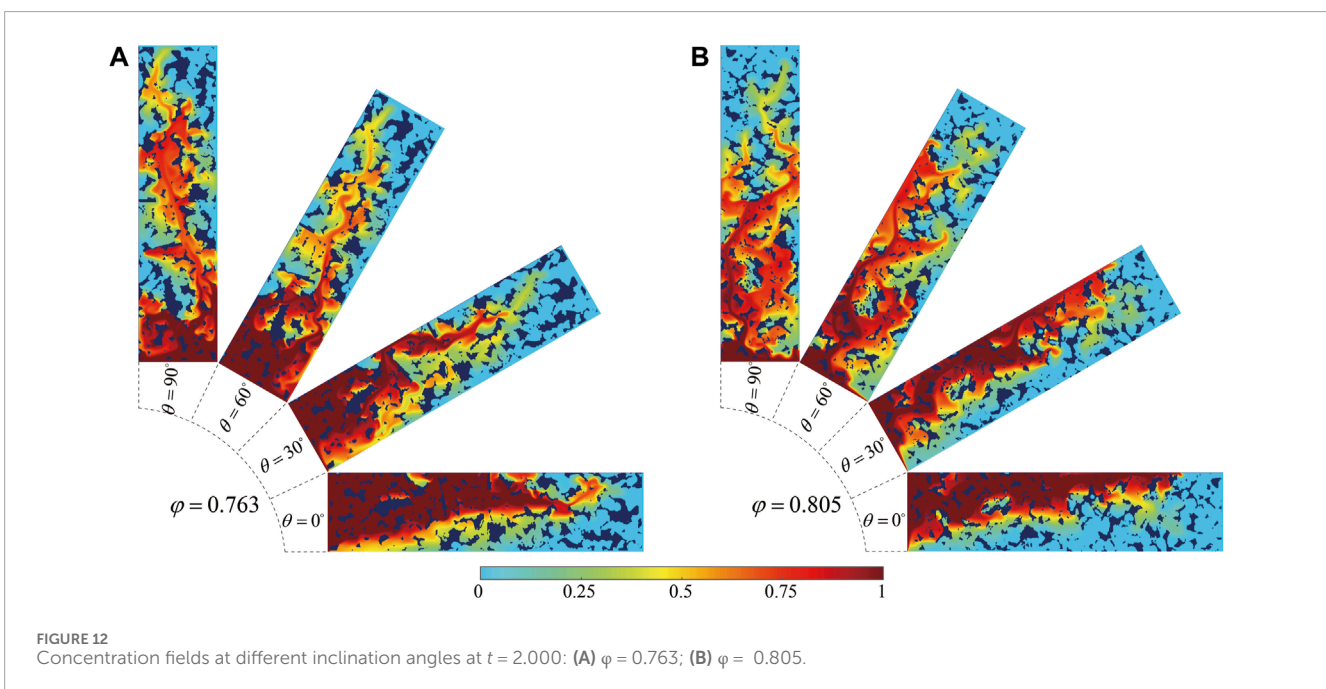 A
B
θ = 90°
θ = 60°
θ = 30°
θ = 0°
φ = 0.763
θ = 90°
θ = 60°
θ = 30°
θ = 0°
φ = 0.805
0 0.25 0.5 0.75 1
FIGURE 12
Concentration fields at different inclination angles at t = 2.000: (A) φ = 0.763; (B) φ = 0.805.